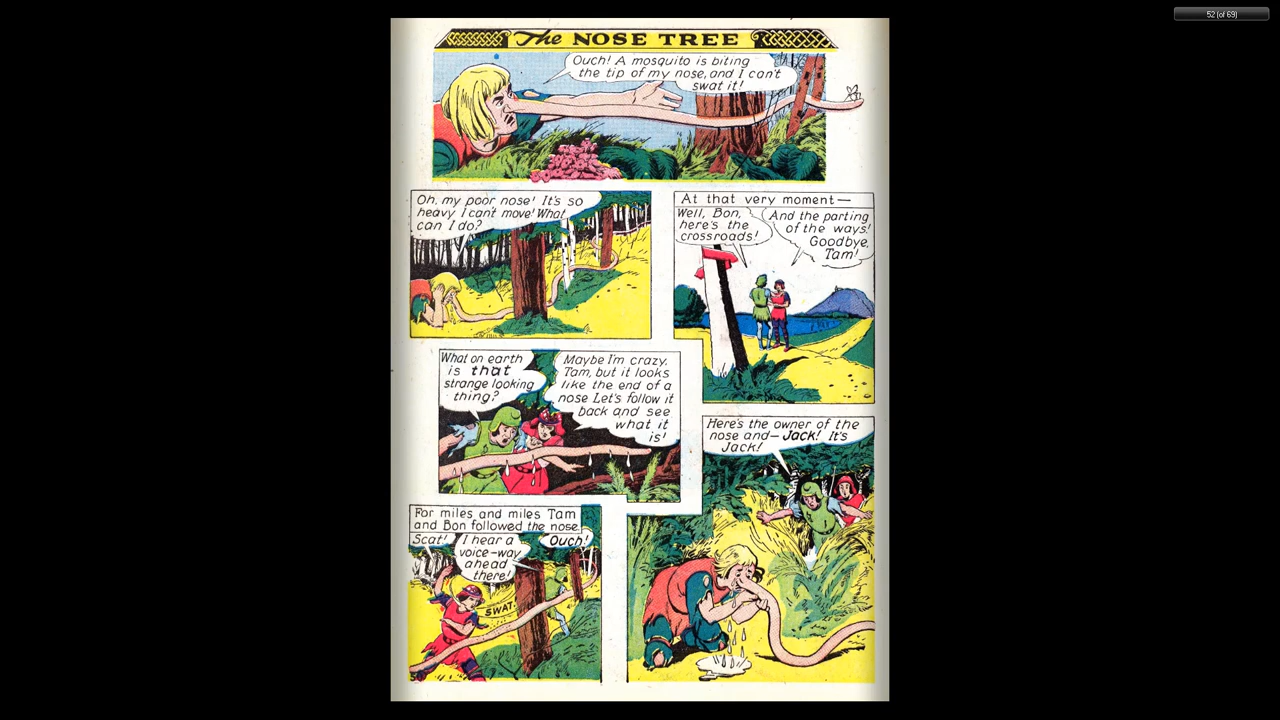 52 (of 69)
The NOSE TREE
Ouch! A mosquito is biting
the tip of my nose, and I can't
swat it!
Oh, my poor nose! It's so
heavy I can't move! What
can I do?
At that very moment—
Well, Bon,
here's the
crossroads!
And the parting
of the ways!
Goodbye,
Tam!
What on earth
is that
strange looking
thing?
Maybe I'm crazy,
Tam, but it looks
like the end of a
nose Let's follow it
back and see
what it
is!
Here's the owner of the
nose and—Jack! It's
Jack!
For miles and miles Tam
and Bon followed the nose.
Scat!
I hear a
voice-way
ahead
there!
Ouch!
SWAT.